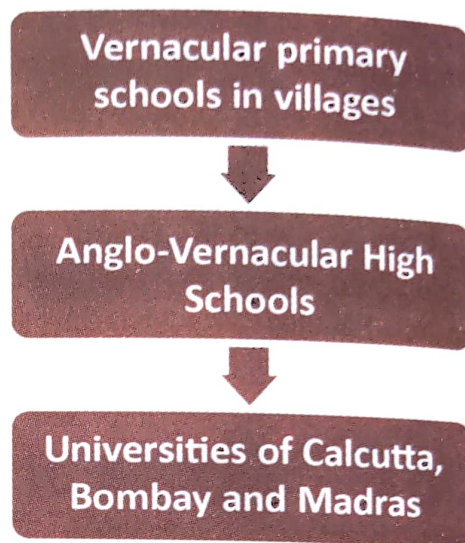 Vernacular primary
schools in villages
Anglo-Vernacular High
Schools
Universities of Calcutta,
Bombay and Madras